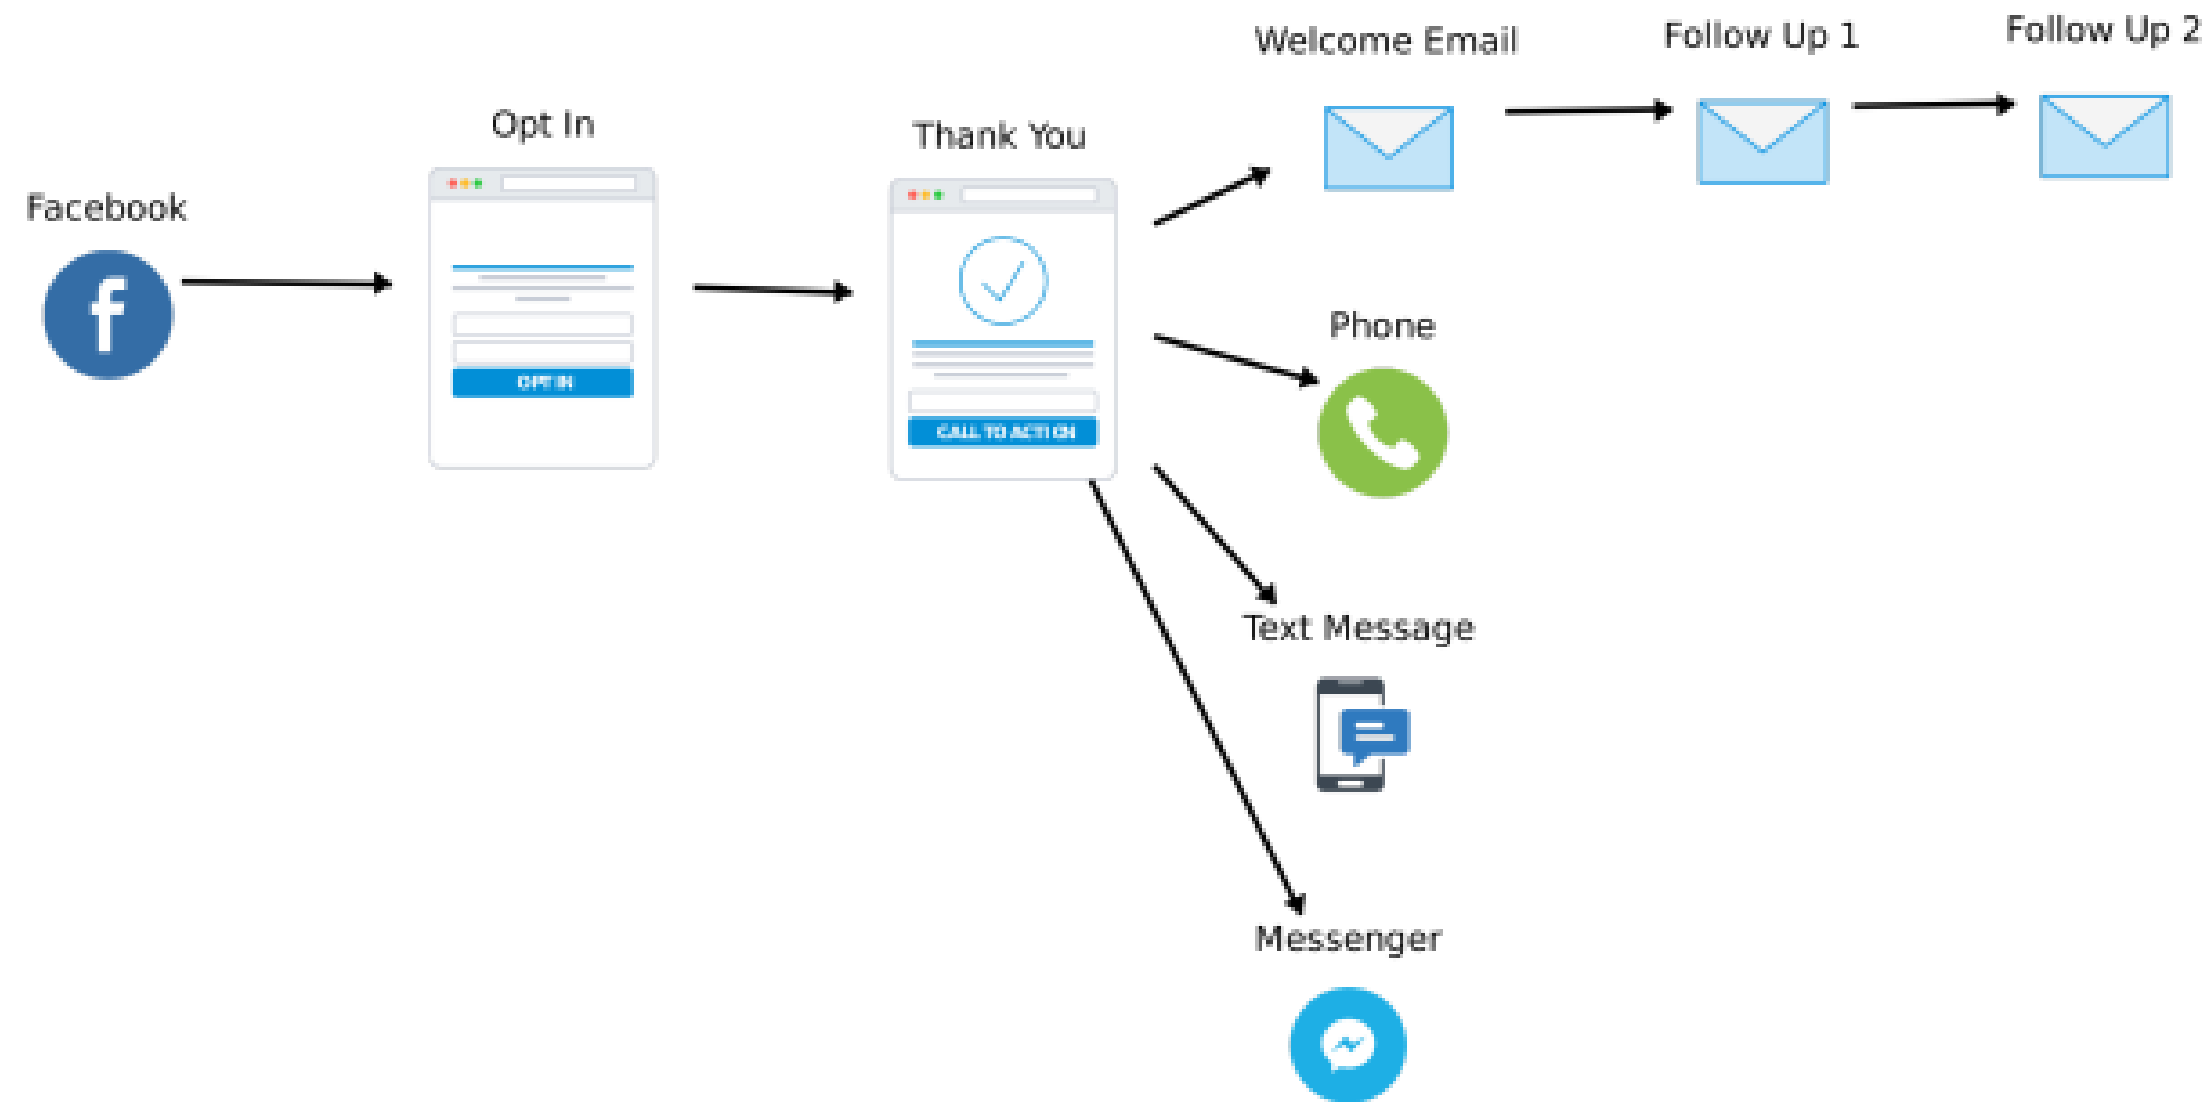 Facebook
Opt In
OPT IN
Thank You
CALL TO ACTION
Welcome Email
Follow Up 1
Follow Up 2
Phone
Text Message
Messenger